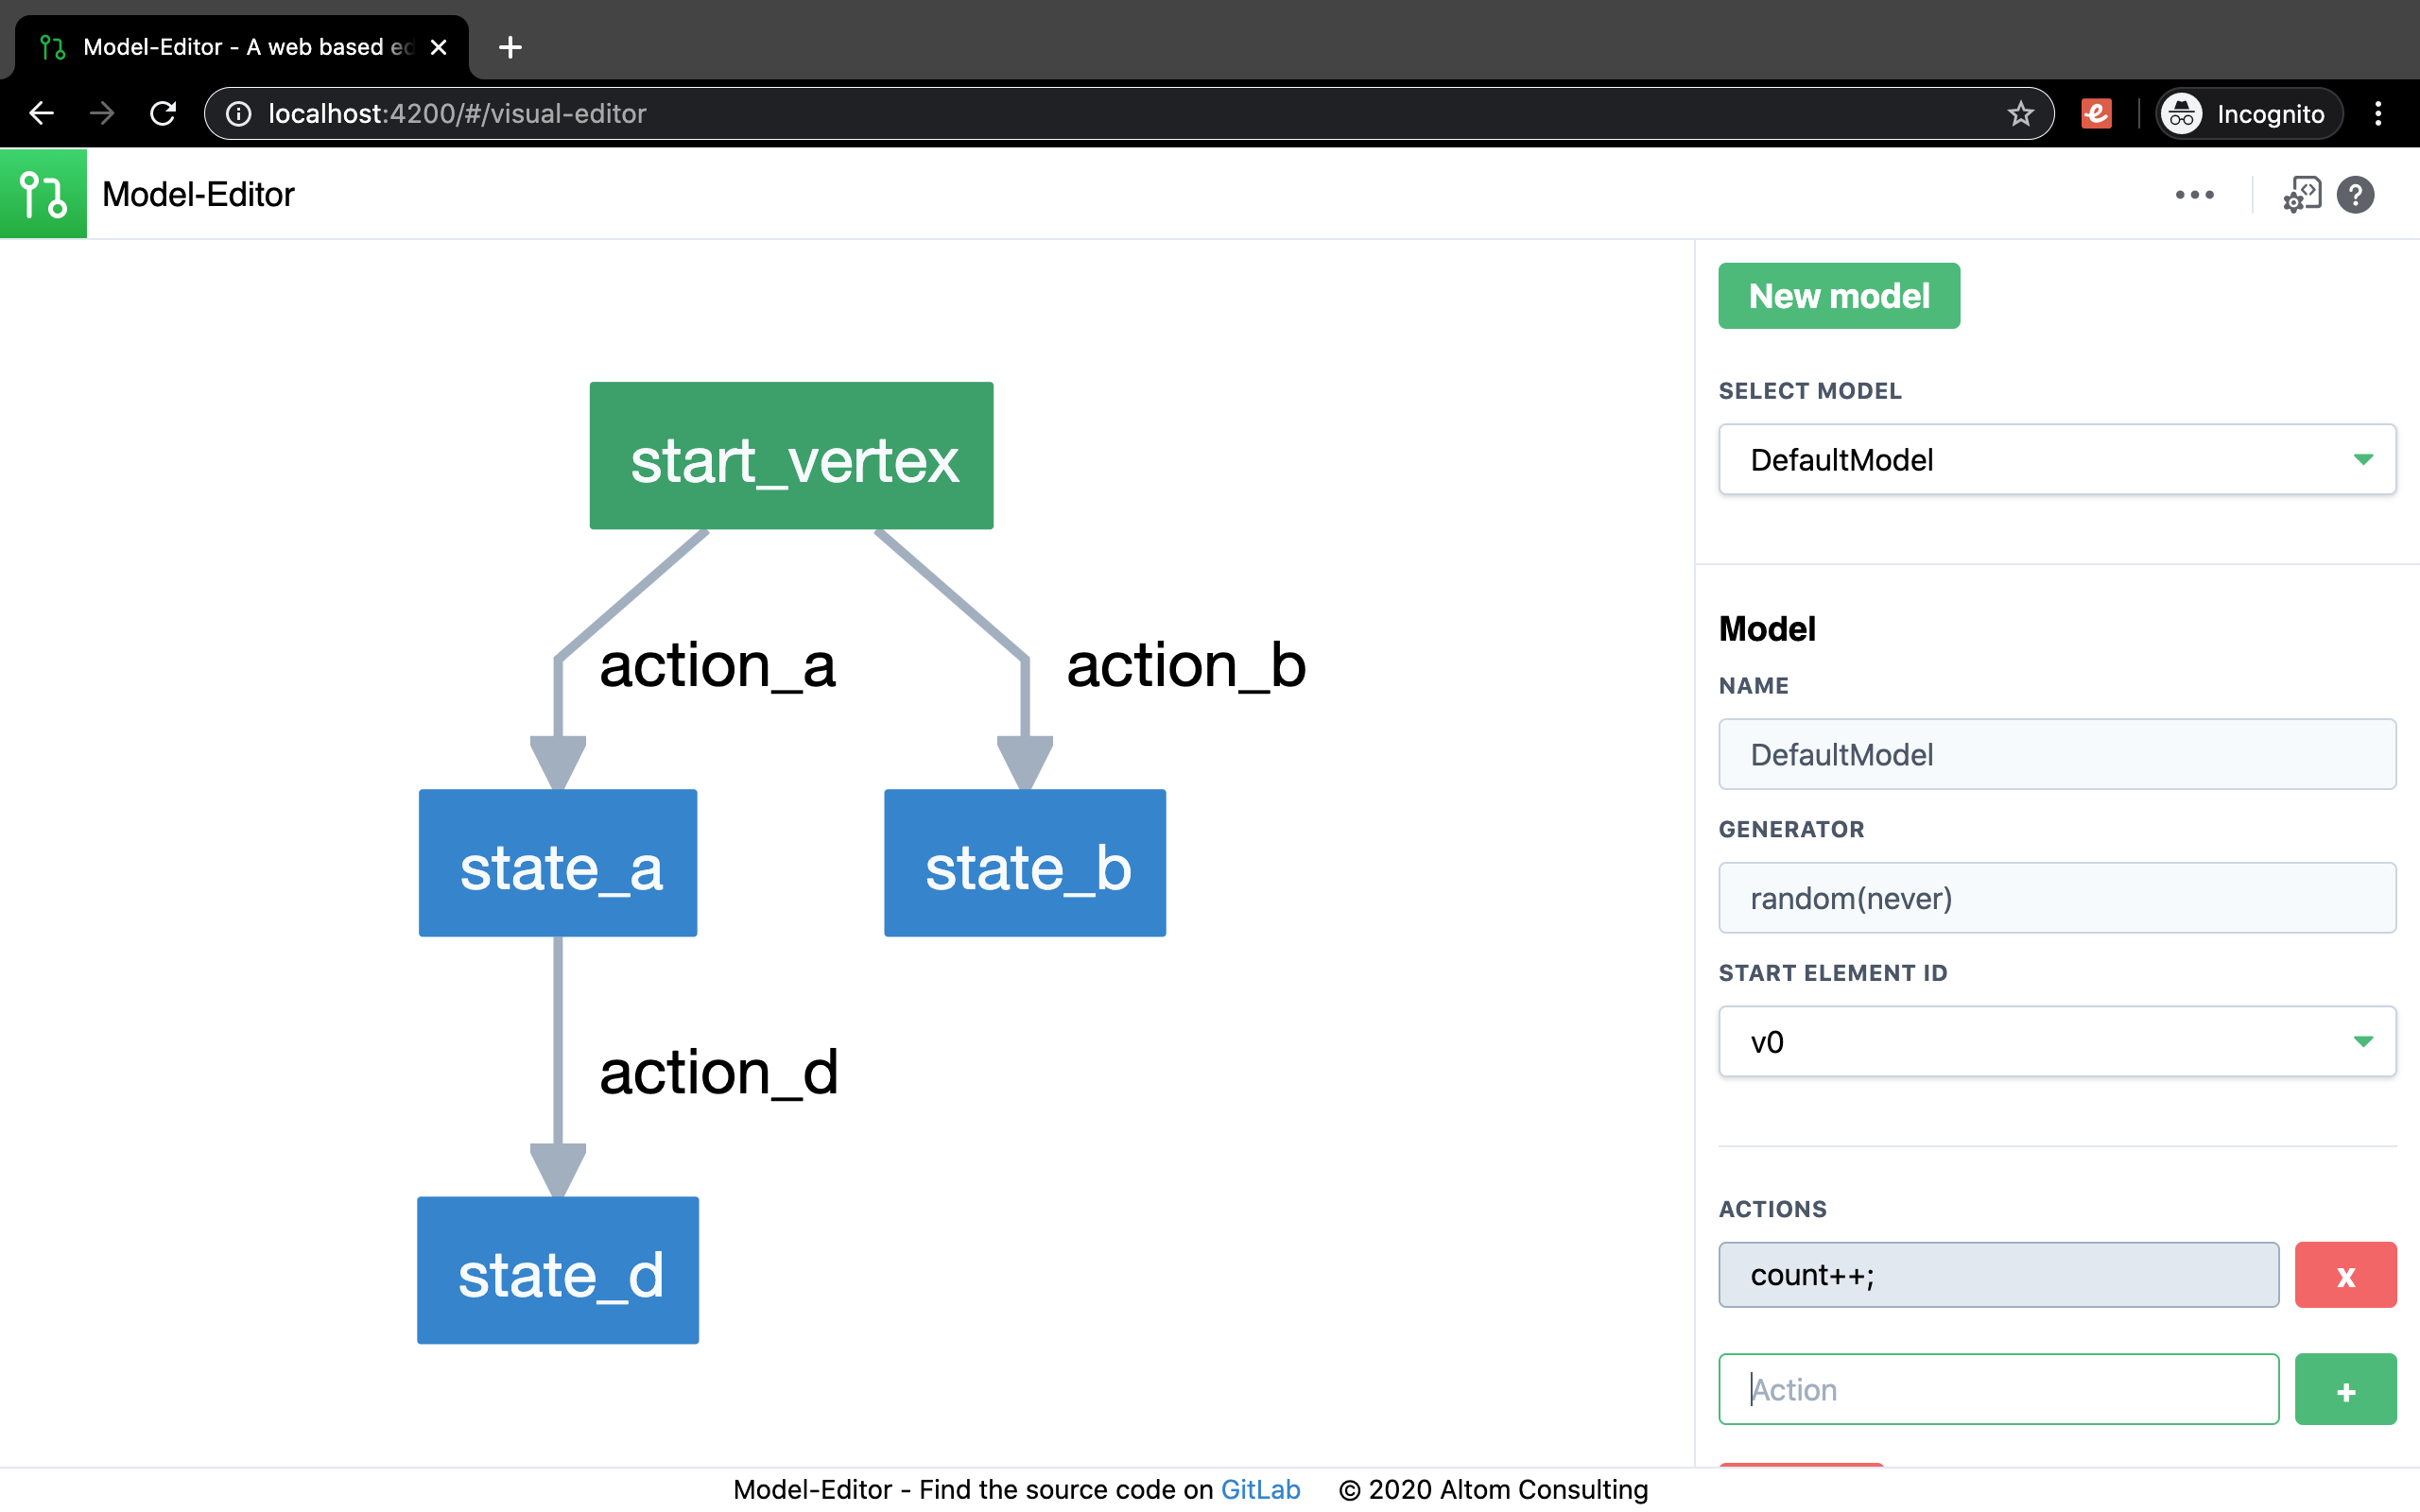 Model-Editor - A web based ed
localhost:4200/#/visual-editor
Incognito
Model-Editor
New model
SELECT MODEL
DefaultModel
start_vertex
action_a
action_b
state_a
state_b
action_d
state_d
Model
NAME
DefaultModel
GENERATOR
random(never)
START ELEMENT ID
v0
ACTIONS
count++;
x
Action
+
Model-Editor - Find the source code on GitLab © 2020 Altom Consulting